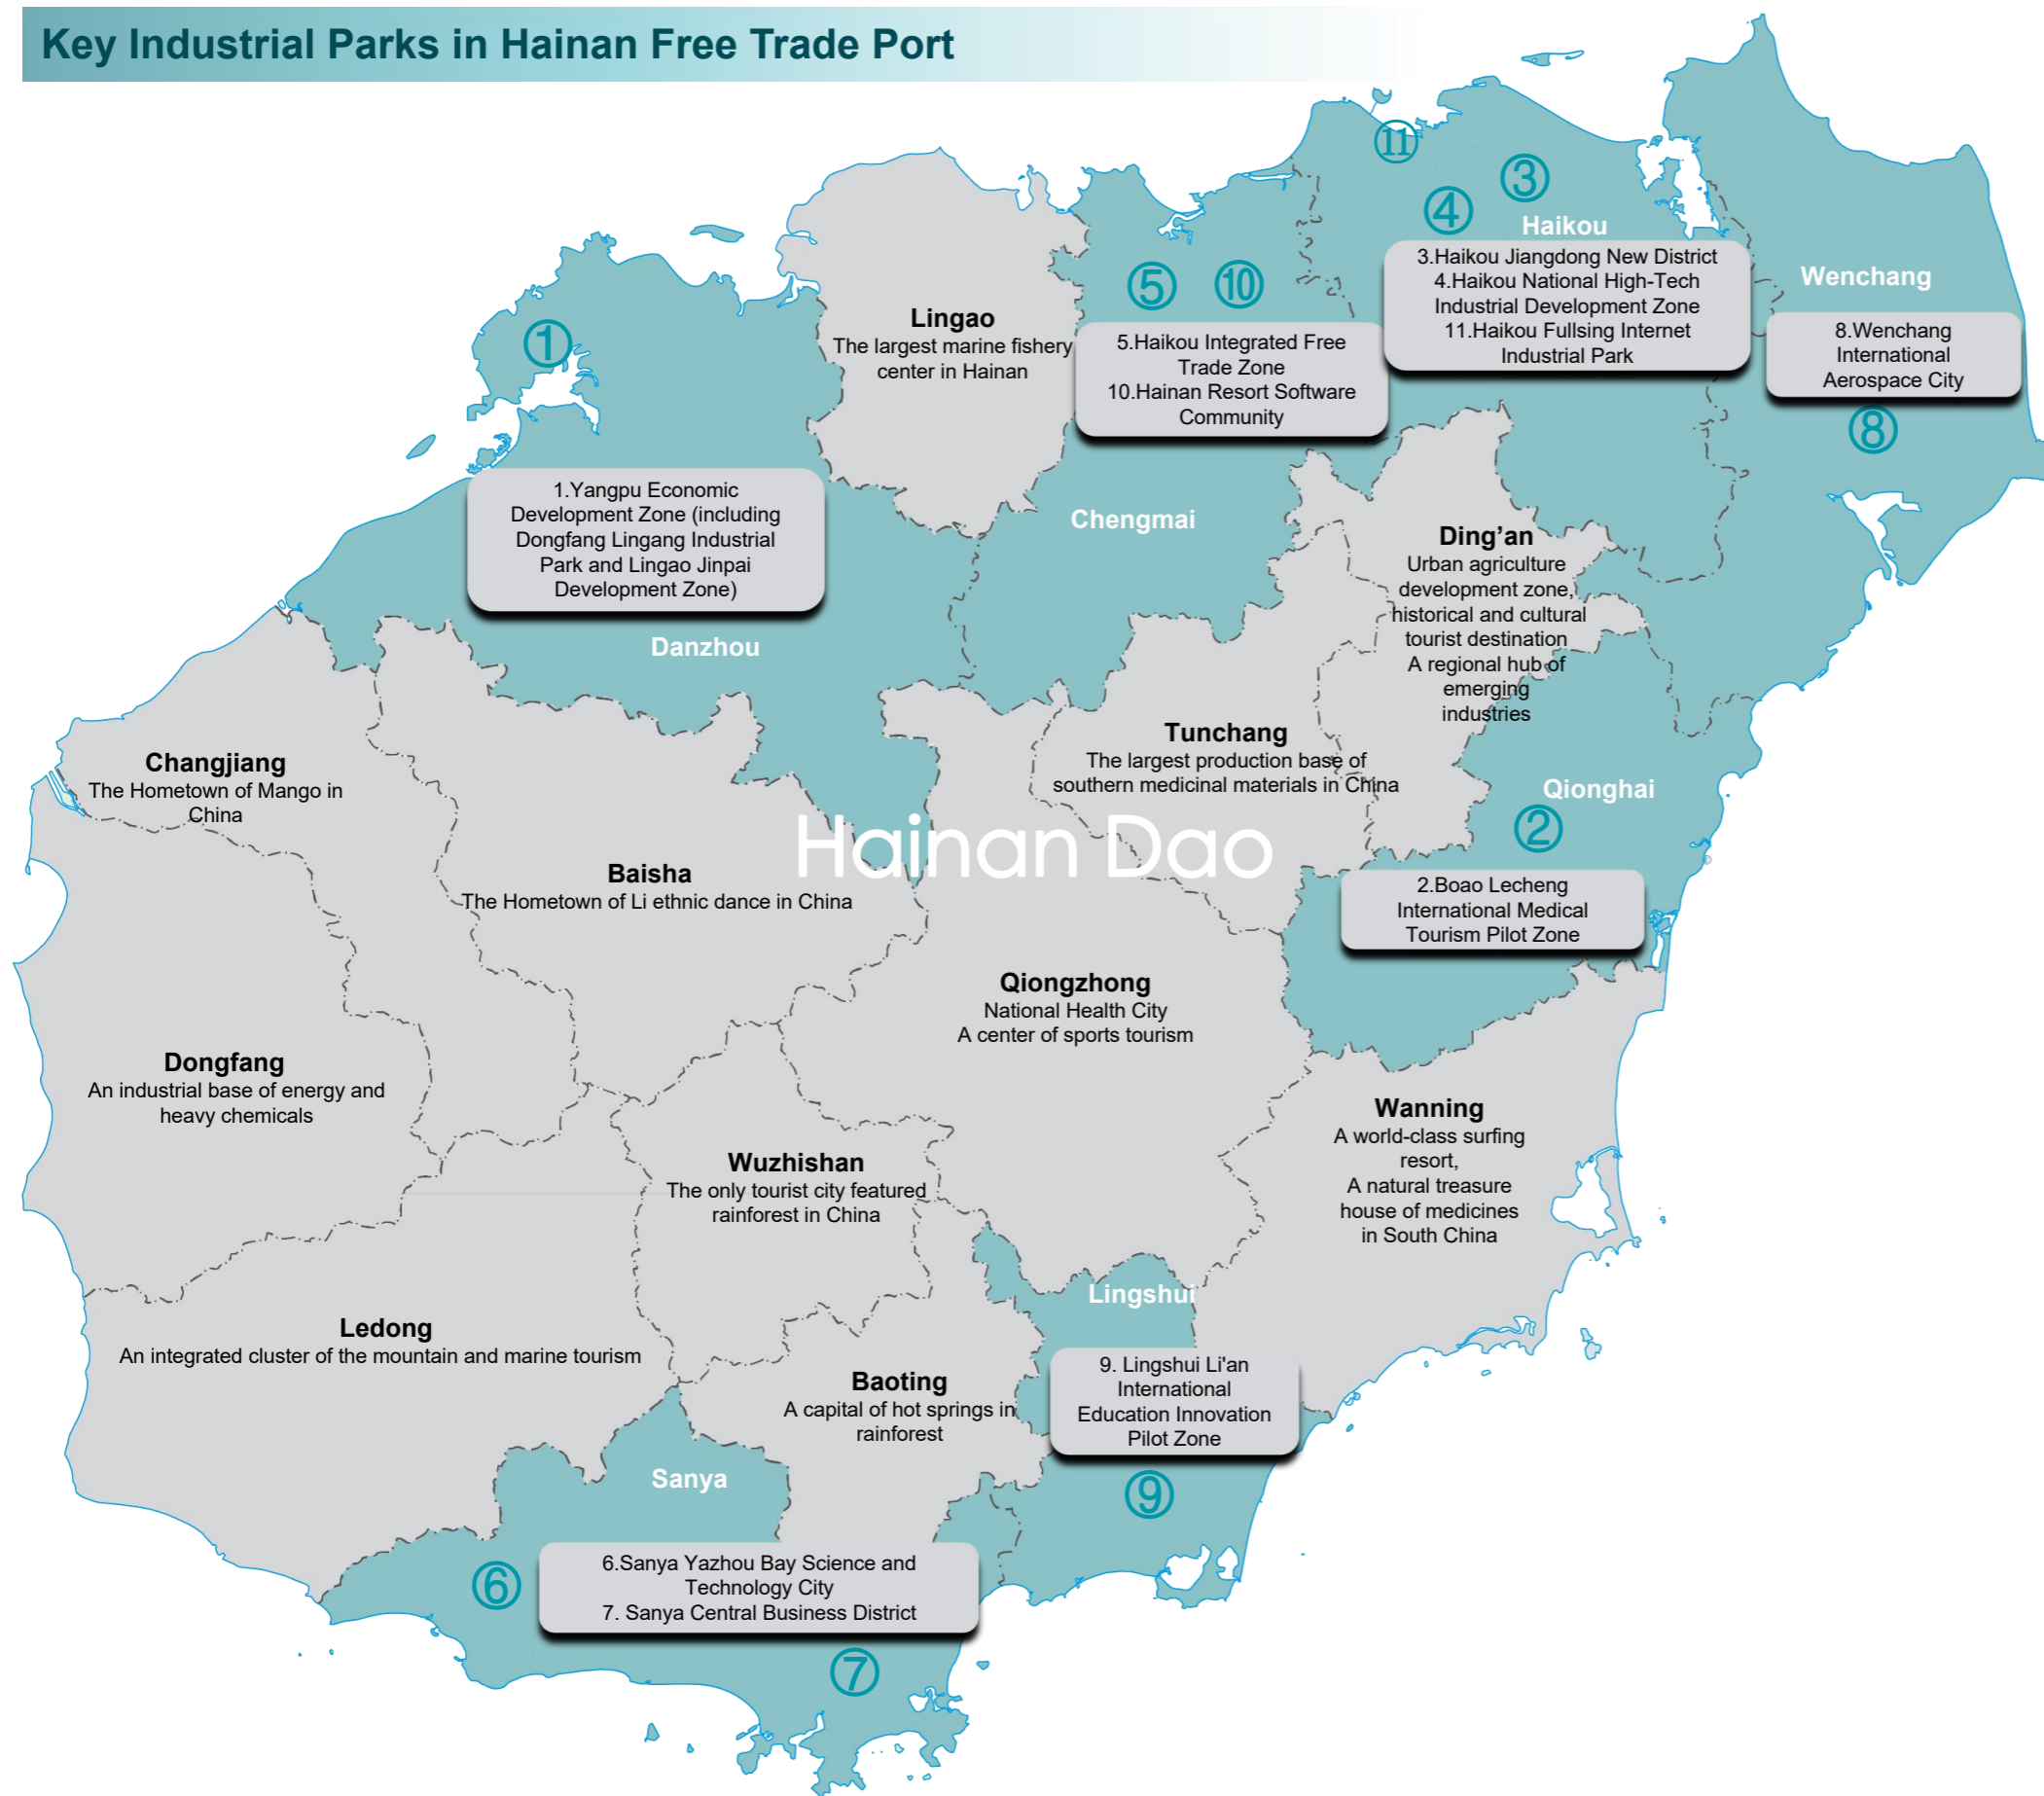 Key Industrial Parks in Hainan Free Trade Port
⑪
③
④
Haikou
3.Haikou Jiangdong New District
4.Haikou National High-Tech
Industrial Development Zone
11.Haikou Fullsing Internet
Industrial Park
Wenchang
8.Wenchang
International
Aerospace City
⑧
⑤ ⑩
5.Haikou Integrated Free
Trade Zone
10.Hainan Resort Software
Community
Chengmai
Lingao
The largest marine fishery
center in Hainan
①
1.Yangpu Economic
Development Zone (including
Dongfang Lingang Industrial
Park and Lingao Jinpai
Development Zone)
Danzhou
Ding’an
Urban agriculture
development zone,
historical and cultural
tourist destination
A regional hub of
emerging
industries
Tunchang
The largest production base of
southern medicinal materials in China
Qionghai
②
2.Boao Lecheng
International Medical
Tourism Pilot Zone
Changjiang
The Hometown of Mango in
China
Hainan Dao
Baisha
The Hometown of Li ethnic dance in China
Qiongzhong
National Health City
A center of sports tourism
Dongfang
An industrial base of energy and
heavy chemicals
Wanning
A world-class surfing
resort,
A natural treasure
house of medicines
in South China
Wuzhishan
The only tourist city featured
rainforest in China
Lingshui
9. Lingshui Li'an
International
Education Innovation
Pilot Zone
⑨
Ledong
An integrated cluster of the mountain and marine tourism
Baoting
A capital of hot springs in
rainforest
Sanya
⑥
6.Sanya Yazhou Bay Science and
Technology City
7. Sanya Central Business District
⑦